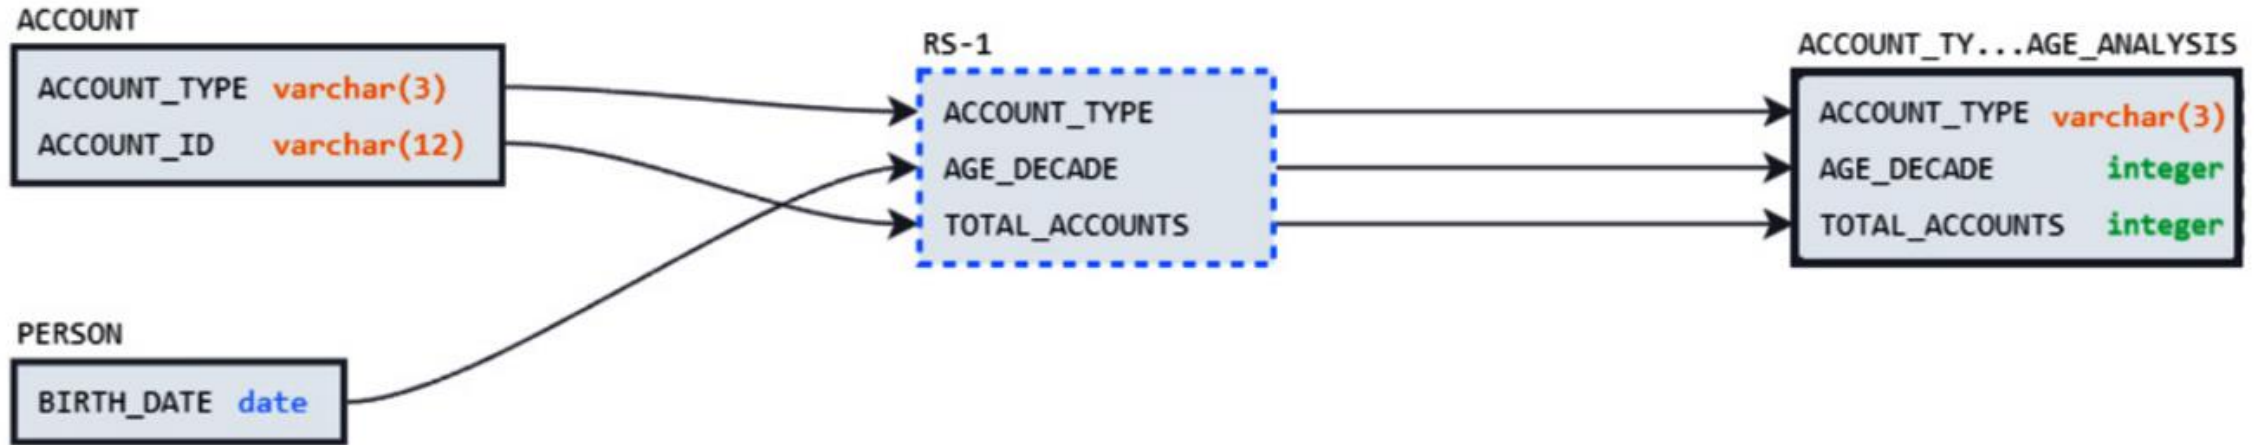 ACCOUNT
ACCOUNT_TYPE varchar(3)
ACCOUNT_ID varchar(12)
PERSON
BIRTH_DATE date
RS-1
ACCOUNT_TYPE
AGE_DECADE
TOTAL_ACCOUNTS
ACCOUNT_TY...AGE_ANALYSIS
ACCOUNT_TYPE varchar(3)
AGE_DECADE integer
TOTAL_ACCOUNTS integer